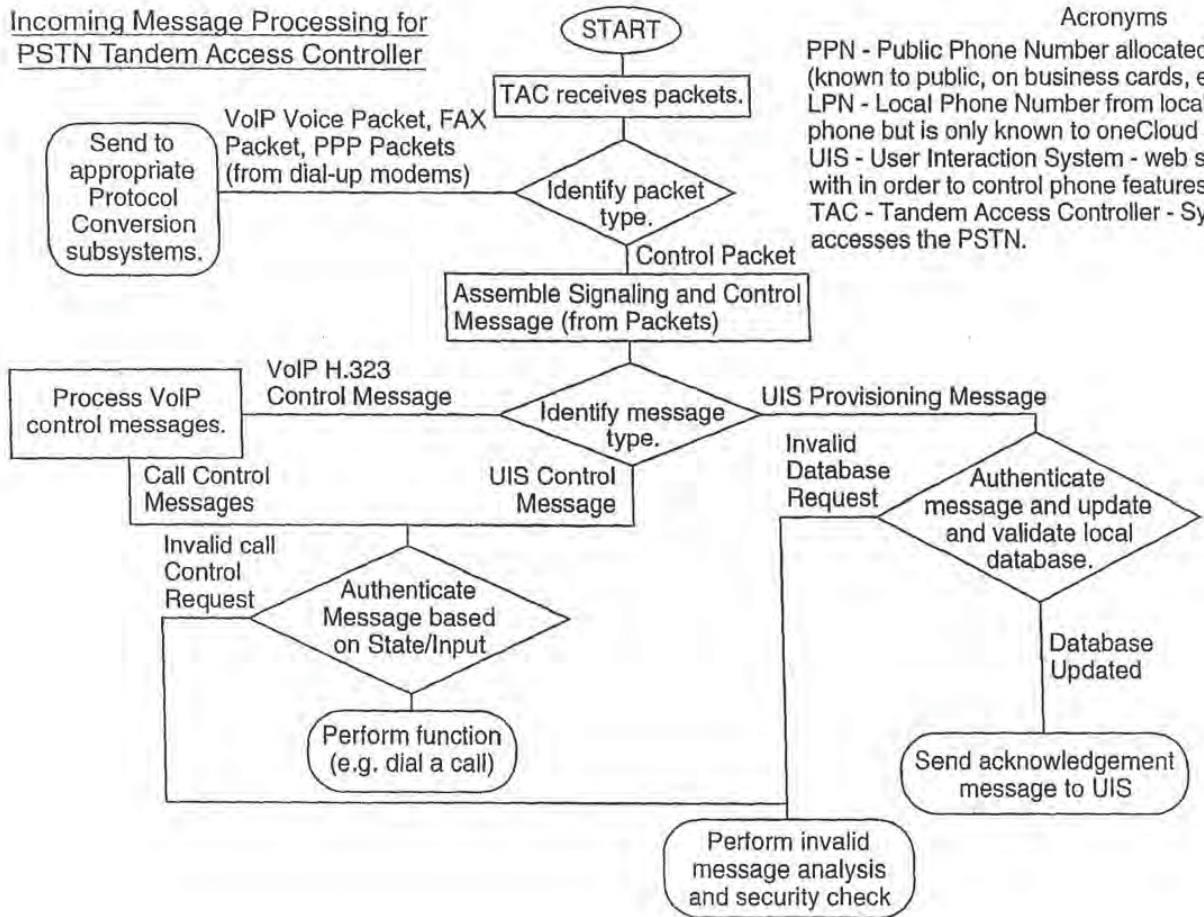 Incoming Message Processing for
PSTN Tandem Access Controller
START
Acronyms
PPN - Public Phone Number allocated
(known to public, on business cards,
LPN - Local Phone Number from local
phone but is only known to oneCloud
UIS - User Interaction System - web
with in order to control phone features
TAC - Tandem Access Controller -
accesses the PSTN.
TAC receives packets.
VoIP Voice Packet, FAX
Packet, PPP Packets
(from dial-up modems)
Send to
appropriate
Protocol
Conversion
subsystems.
Identify packet
type.
Control Packet
Assemble Signaling and Control
Message (from Packets)
VoIP H.323
Control Message
Process VoIP
control messages.
Identify message
type.
UIS Provisioning Message
Call Control
Messages
UIS Control
Message
Invalid
Database
Request
Authenticate
message and update
and validate local
database.
Invalid call
Control
Request
Authenticate
Message based
on State/Input
Database
Updated
Perform function
(e.g. dial a call)
Send acknowledgement
message to UIS
Perform invalid
message analysis
and security check